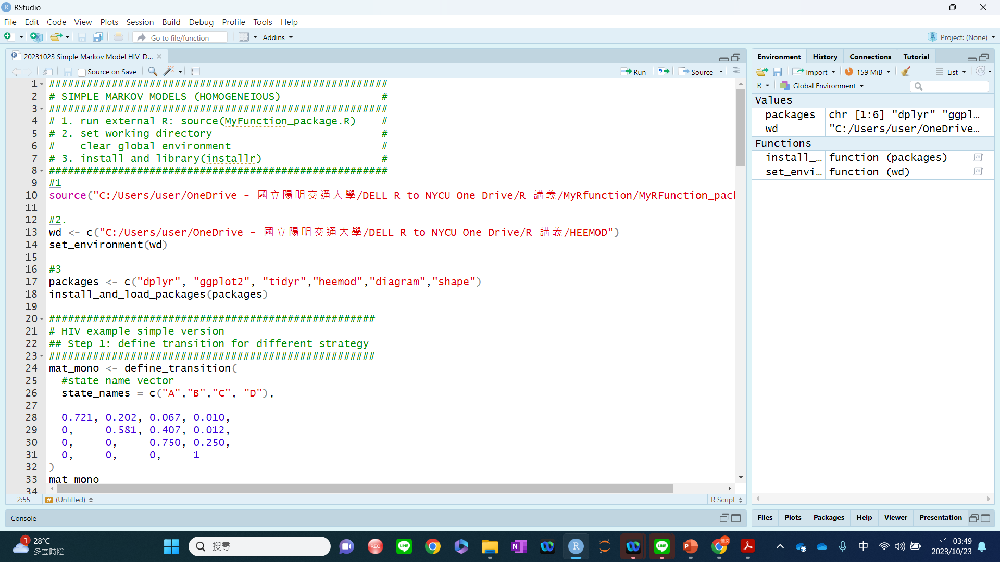 RStudio
File Edit Code View Plots Session Build Debug Profile Tools Help
Go to file/function Addins Project: (None)
20231023 Simple Markov Model HIV_D...
Source on Save Run Source
1 ######################################################
2 # SIMPLE MARKOV MODELS (HOMOGENEIOUS) #
3 ######################################################
4 # 1. run external R: source(MyFunction_package.R) #
5 # 2. set working directory #
6 # clear global environment #
7 # 3. install and library(installr) #
8 ######################################################
9 #1
10 source("C:/Users/user/OneDrive - 國立陽明交通大學/DELL R to NYCU One Drive/R 講義/MyRfunction/MyRFunction_pack
11
12 #2.
13 wd <- c("C:/Users/user/OneDrive - 國立陽明交通大學/DELL R to NYCU One Drive/R 講義/HEEMOD")
14 set_environment(wd)
15
16 #3
17 packages <- c("dplyr", "ggplot2", "tidyr","heemod","diagram","shape")
18 install_and_load_packages(packages)
19
20 ####################################################
21 # HIV example simple version
22 ## Step 1: define transition for different strategy
23 ####################################################
24 mat_mono <- define_transition(
25 #state name vector
26 state_names = c("A","B","C", "D"),
27
28 0.721, 0.202, 0.067, 0.010,
29 0, 0.581, 0.407, 0.012,
30 0, 0, 0.750, 0.250,
31 0, 0, 0, 1
32 )
33 mat_mono
34
2:55 (Untitled) R Script
Console
Environment History Connections Tutorial
Import 159 MiB List
R Global Environment
Values
packages chr [1:6] "dplyr" "ggpl…
wd "C:/Users/user/OneDrive…
Functions
install_… function (packages)
set_envi… function (wd)
Files Plots Packages Help Viewer Presentation
1 28°C
多雲時陰
搜尋
REC
LINE
LINE
中
下午 03:49
2023/10/23